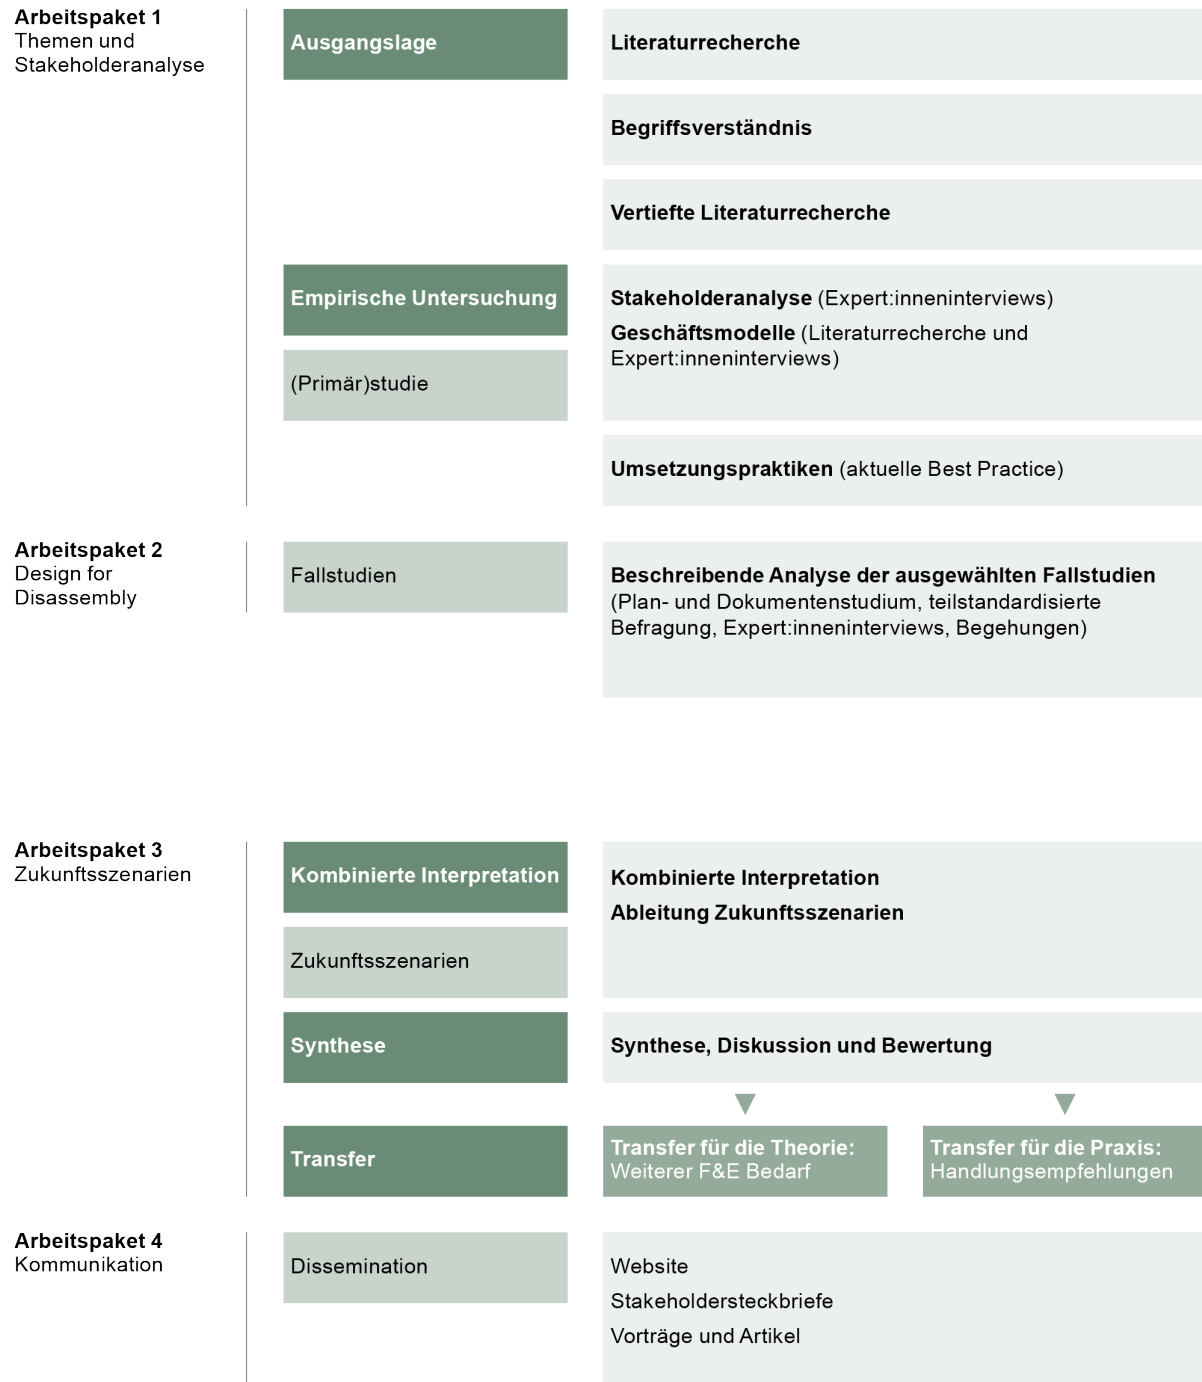 Arbeitspaket 1
Themen und
Stakeholderanalyse
Ausgangslage
Literaturrecherche
Begriffsverständnis
Vertiefte Literaturrecherche
Empirische Untersuchung
(Primär)studie
Stakeholderanalyse (Expert:inneninterviews)
Geschäftsmodelle (Literaturrecherche und
Expert:inneninterviews)
Umsetzungspraktiken (aktuelle Best Practice)
Arbeitspaket 2
Design for
Disassembly
Fallstudien
Beschreibende Analyse der ausgewählten Fallstudien
(Plan- und Dokumentenstudium, teilstandardisierte
Befragung, Expert:inneninterviews, Begehungen)
Arbeitspaket 3
Zukunftsszenarien
Kombinierte Interpretation
Zukunftsszenarien
Kombinierte Interpretation
Ableitung Zukunftsszenarien
Synthese
Synthese, Diskussion und Bewertung
Transfer
Transfer für die Theorie:
Weiterer F&E Bedarf
Transfer für die Praxis:
Handlungsempfehlungen
Arbeitspaket 4
Kommunikation
Dissemination
Website
Stakeholdersteckbriefe
Vorträge und Artikel